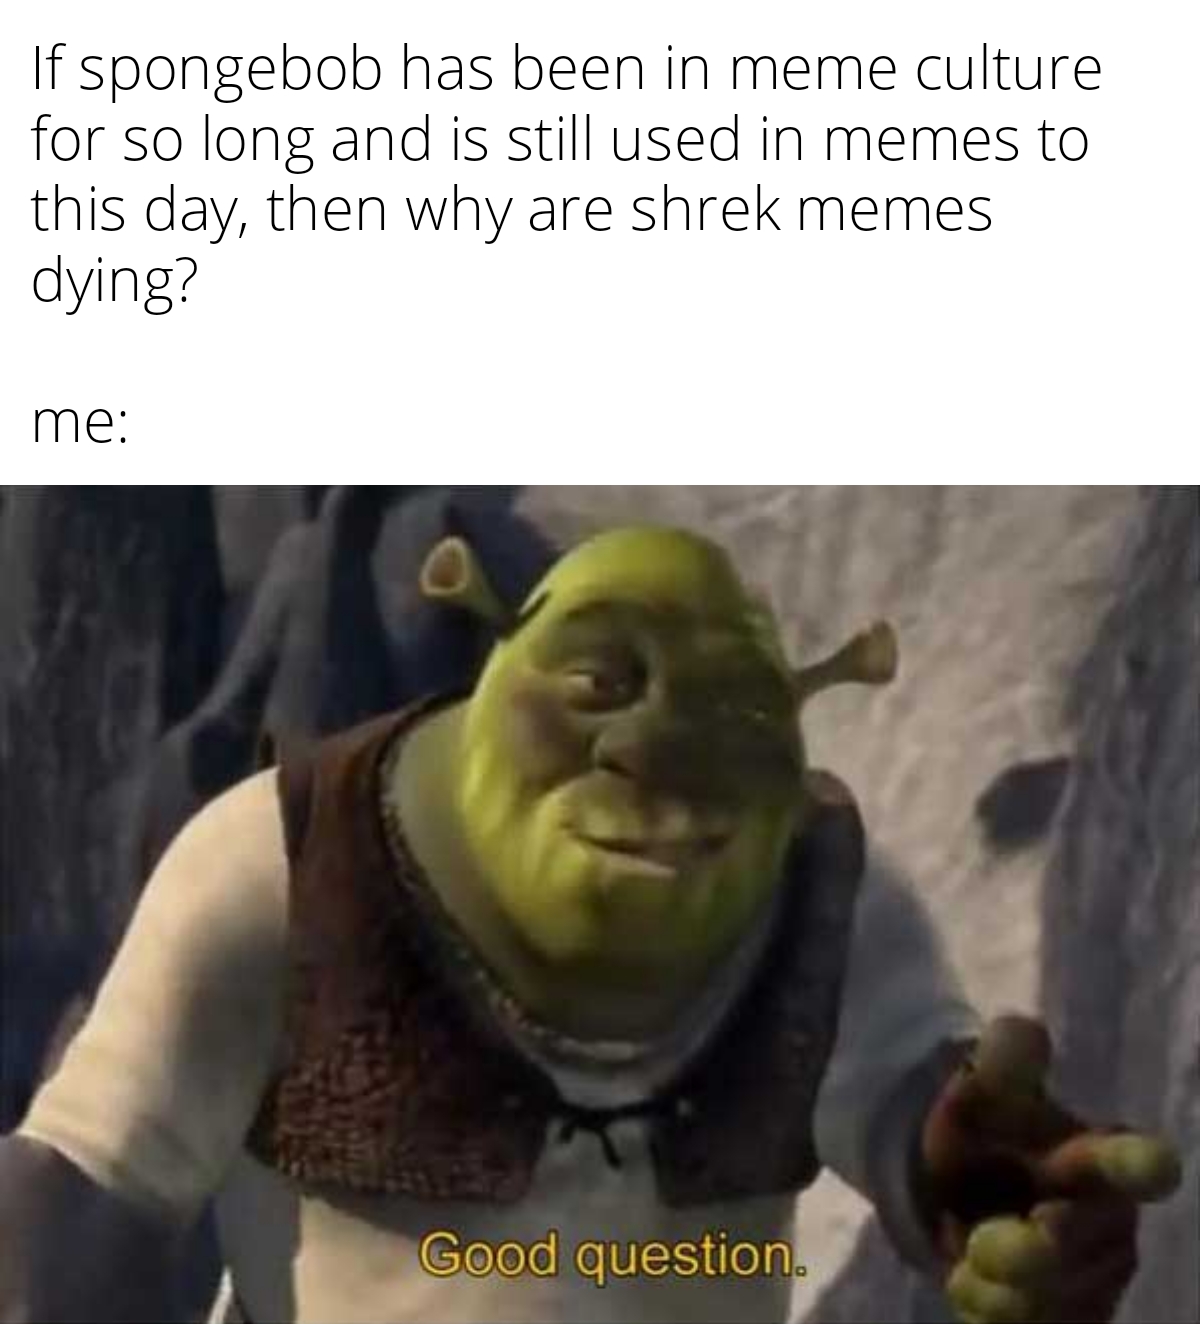 If spongebob has been in meme culture
for so long and is still used in memes to
this day, then why are shrek memes
dying?
me:
Good question.